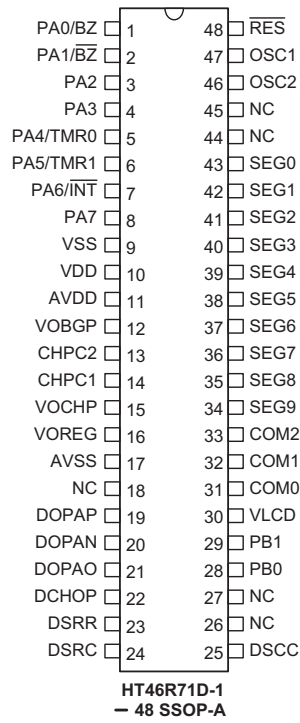 PA0/BZ 1 48 R̅E̅S̅
PA1/B̅Z̅ 2 47 OSC1
PA2 3 46 OSC2
PA3 4 45 NC
PA4/TMR0 5 44 NC
PA5/TMR1 6 43 SEG0
PA6/I̅N̅T̅ 7 42 SEG1
PA7 8 41 SEG2
VSS 9 40 SEG3
VDD 10 39 SEG4
AVDD 11 38 SEG5
VOBGP 12 37 SEG6
CHPC2 13 36 SEG7
CHPC1 14 35 SEG8
VOCHP 15 34 SEG9
VOREG 16 33 COM2
AVSS 17 32 COM1
NC 18 31 COM0
DOPAP 19 30 VLCD
DOPAN 20 29 PB1
DOPAO 21 28 PB0
DCHOP 22 27 NC
DSRR 23 26 NC
DSRC 24 25 DSCC
HT46R71D-1
– 48 SSOP-A